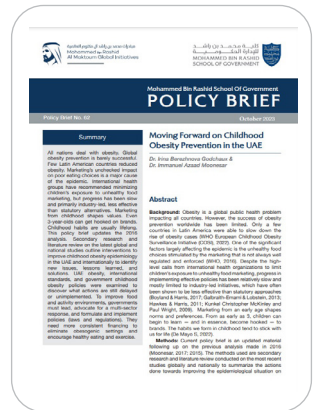 مبادرات محمد بن راشد آل مكتوم العالمية
Mohammed bin Rashid
Al Maktoum Global Initiatives
كلية محمد بن راشد
للإدارة الحكومية
MOHAMMED BIN RASHID
SCHOOL OF GOVERNMENT
Mohammed Bin Rashid School Of Government
POLICY BRIEF
Policy Brief No. 62
October 2023
Summary
All nations deal with obesity. Global
obesity prevention is barely successful.
Few Latin American countries reduced
obesity. Marketing's unchecked impact
on poor eating choices is a major cause
of the epidemic. International health
groups have recommended minimizing
children's exposure to unhealthy food
marketing, but progress has been slow
and primarily industry-led, less effective
than statutory alternatives. Marketing
from childhood shapes values. Even
3-year-olds can get hooked on brands.
Childhood habits are usually lifelong.
This policy brief updates the 2016
analysis. Secondary research and
literature review on the latest global and
national studies outline interventions to
improve childhood obesity epidemiology
in the UAE and internationally to identify
new issues, lessons learned, and
solutions. UAE obesity, international
standards, and government childhood
obesity policies were examined to
discover what actions are still delayed
or unimplemented. To improve food
and activity environments, governments
must lead, advocate for a multi-sector
response, and formulate and implement
policies (laws and regulations). They
need more consistent financing to
eliminate obesogenic settings and
encourage healthy eating and exercise.
Moving Forward on Childhood
Obesity Prevention in the UAE
Dr. Immanuel Azaad Moonesar
Abstract
Background: Obesity is a global public health problem
impacting all countries. However, the success of obesity
prevention worldwide has been limited. Only a few
countries in Latin America were able to slow down the
rise of obesity cases (WHO European Childhood Obesity
Surveillance Initiative (COSI), 2022). One of the significant
factors largely affecting the epidemic is the unhealthy food
choices stimulated by the marketing that is not always well
regulated and enforced (WHO, 2016). Despite the high-
level calls from international health organizations to limit
children's exposure to unhealthy food marketing, progress in
implementing effective policies has been relatively slow and
mostly limited to industry-led initiatives, which have often
been shown to be less effective than statutory approaches
(Boyland & Harris, 2017; Galbraith-Emami & Lobstein, 2013;
Hawkes & Harris, 2011; Kunkel Christopher McKinley and
Paul Wright, 2009). Marketing from an early age shapes
norms and preferences. From as early as 3, children can
begin to learn — and in essence, become hooked — to
brands. The habits we form in childhood tend to stick with
us for life
Methods: Current policy brief is an updated material
following up on the previous analysis made in 2016
(Moonesar, 2017; 2015). The methods used are secondary
research and literature review conducted on the most recent
studies globally and nationally to summarize the actions
done towards improving the epidemiological situation on